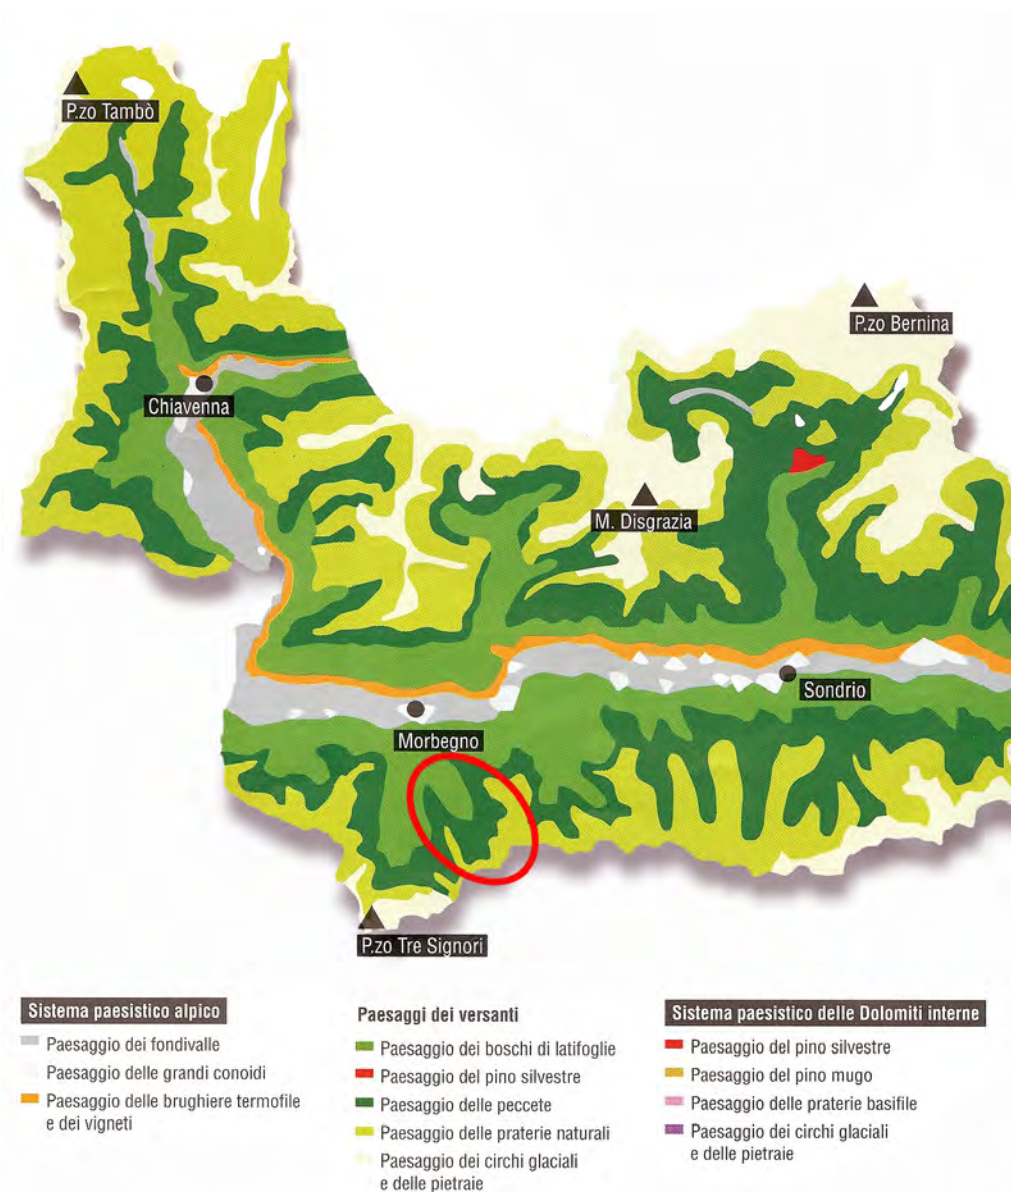 P.zo Tambò
P.zo Bernina
Chiavenna
M. Disgrazia
Sondrio
Morbegno
P.zo Tre Signori
Sistema paesistico alpico
Paesaggio dei fondivalle
Paesaggio delle grandi conoidi
Paesaggio delle brughiere termofile
e dei vigneti
Paesaggi dei versanti
Paesaggio dei boschi di latifoglie
Paesaggio del pino silvestre
Paesaggio delle peccete
Paesaggio delle praterie naturali
Paesaggio dei circhi glaciali
e delle pietraie
Sistema paesistico delle Dolomiti interne
Paesaggio del pino silvestre
Paesaggio del pino mugo
Paesaggio delle praterie basifile
Paesaggio dei circhi glaciali
e delle pietraie